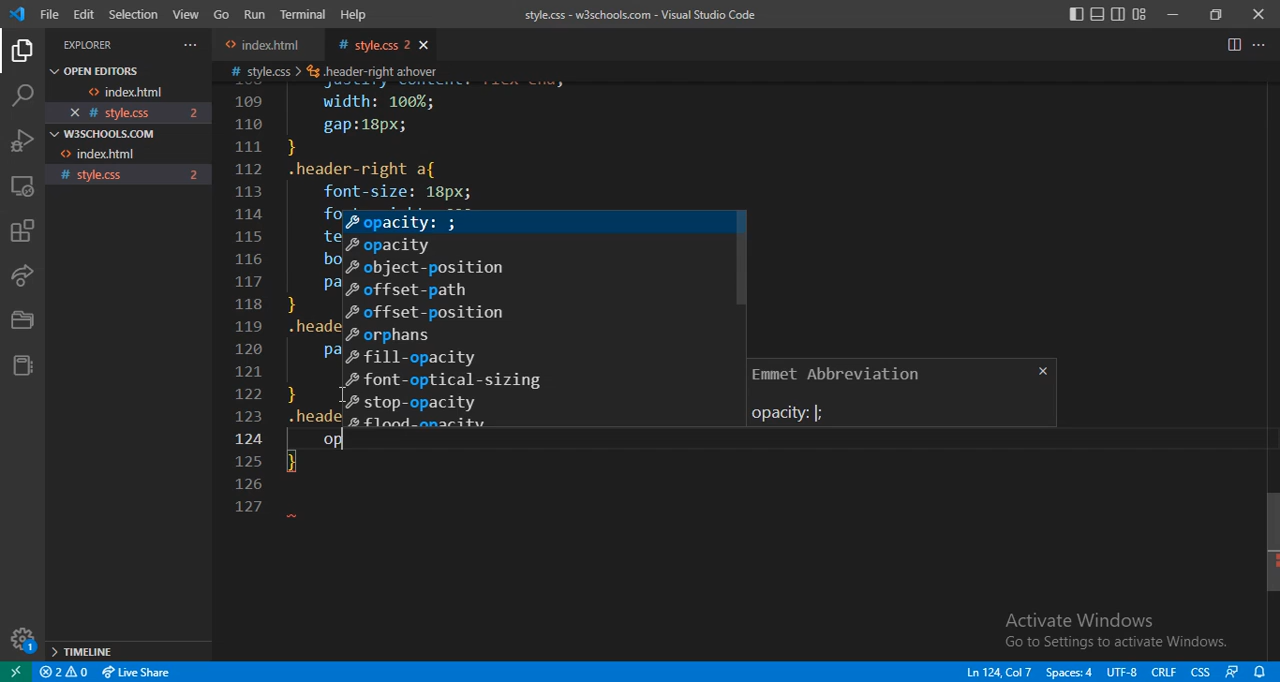 File Edit Selection View Go Run Terminal Help
style.css - w3schools.com - Visual Studio Code
EXPLORER
index.html
# style.css 2
OPEN EDITORS
index.html
# style.css 2
W3SCHOOLS.COM
index.html
# style.css 2
TIMELINE
# style.css > .header-right a:hover
109 width: 100%;
110 gap:18px;
111 }
112 .header-right a{
113 font-size: 18px;
114 fo
115 te
116 bo
117 pa
118 }
119 .heade
120 pa
121
122 }
123 .heade
124 op
125 }
126
127
opacity: ;
opacity
object-position
offset-path
offset-position
orphans
fill-opacity
font-optical-sizing
stop-opacity
flood-opacity
Emmet Abbreviation
opacity: |;
Activate Windows
Go to Settings to activate Windows.
1
2 0 Live Share
Ln 124, Col 7 Spaces: 4 UTF-8 CRLF CSS